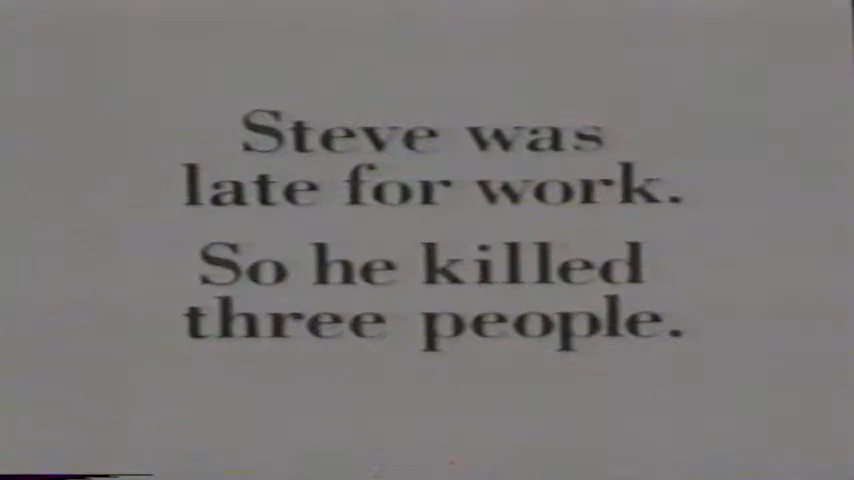 Steve was
late for work.
So he killed
three people.